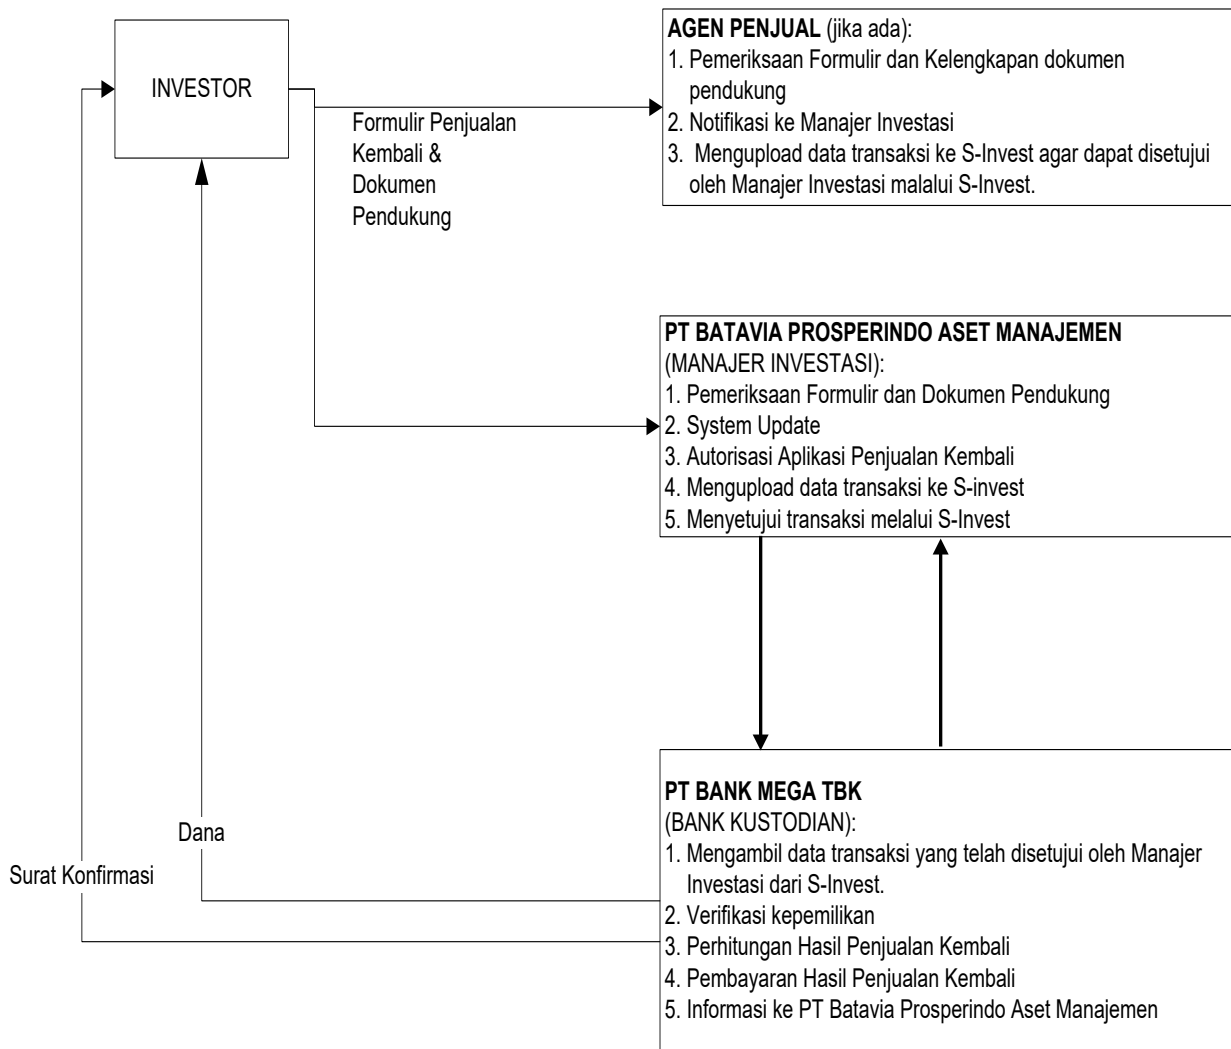 INVESTOR
Formulir Penjualan
Kembali &
Dokumen
Pendukung
AGEN PENJUAL (jika ada):
1. Pemeriksaan Formulir dan Kelengkapan dokumen
pendukung
2. Notifikasi ke Manajer Investasi
3. Mengupload data transaksi ke S-Invest agar dapat disetujui
oleh Manajer Investasi malalui S-Invest.
PT BATAVIA PROSPERINDO ASET MANAJEMEN
(MANAJER INVESTASI):
1. Pemeriksaan Formulir dan Dokumen Pendukung
2. System Update
3. Autorisasi Aplikasi Penjualan Kembali
4. Mengupload data transaksi ke S-invest
5. Menyetujui transaksi melalui S-Invest
Dana
Surat Konfirmasi
PT BANK MEGA TBK
(BANK KUSTODIAN):
1. Mengambil data transaksi yang telah disetujui oleh Manajer
Investasi dari S-Invest.
2. Verifikasi kepemilikan
3. Perhitungan Hasil Penjualan Kembali
4. Pembayaran Hasil Penjualan Kembali
5. Informasi ke PT Batavia Prosperindo Aset Manajemen